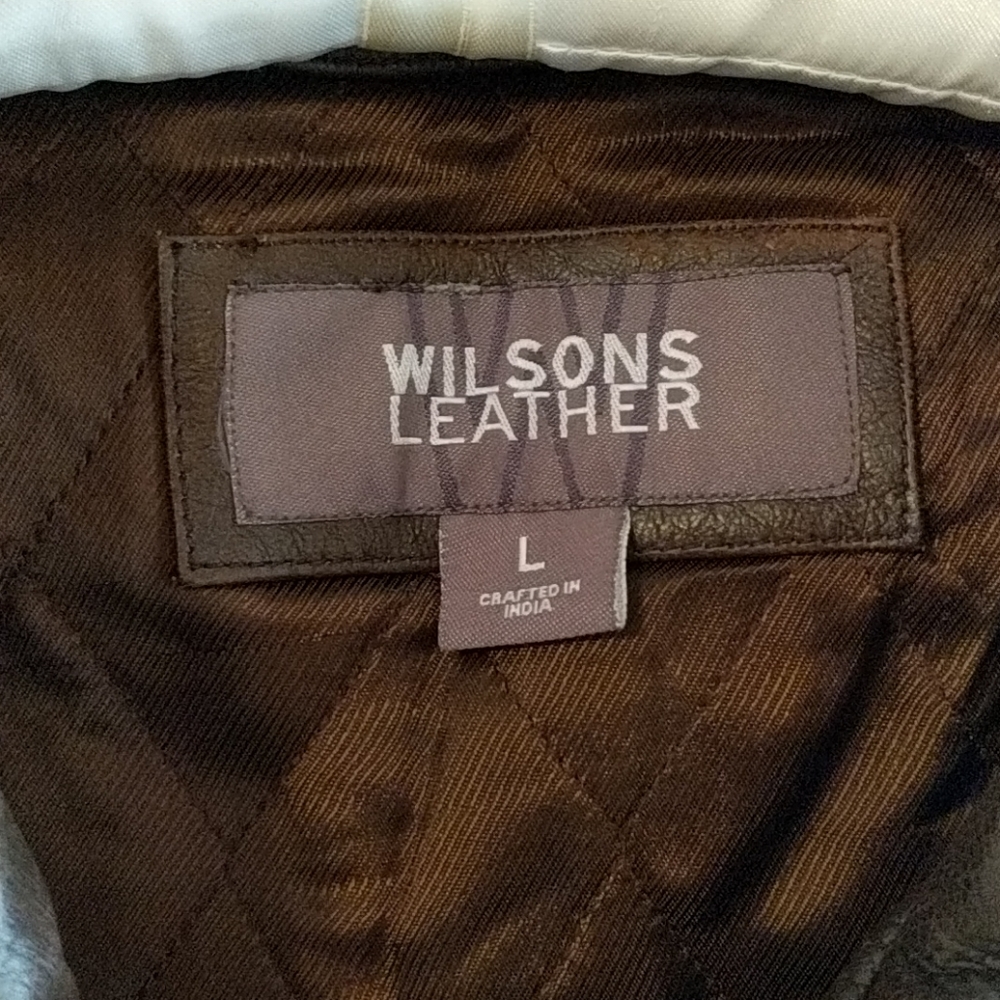 WILSONS
LEATHER
L
CRAFTED IN
INDIA